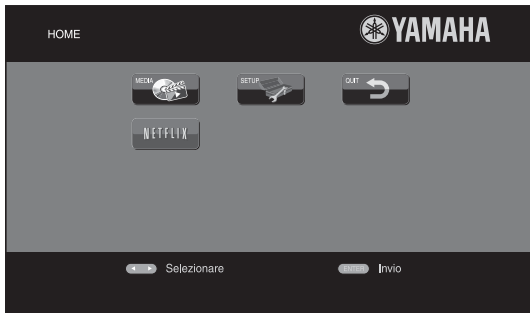 HOME
YAMAHA
MEDIA
SETUP
QUIT
NETFLIX
Selezionare
ENTER Invio